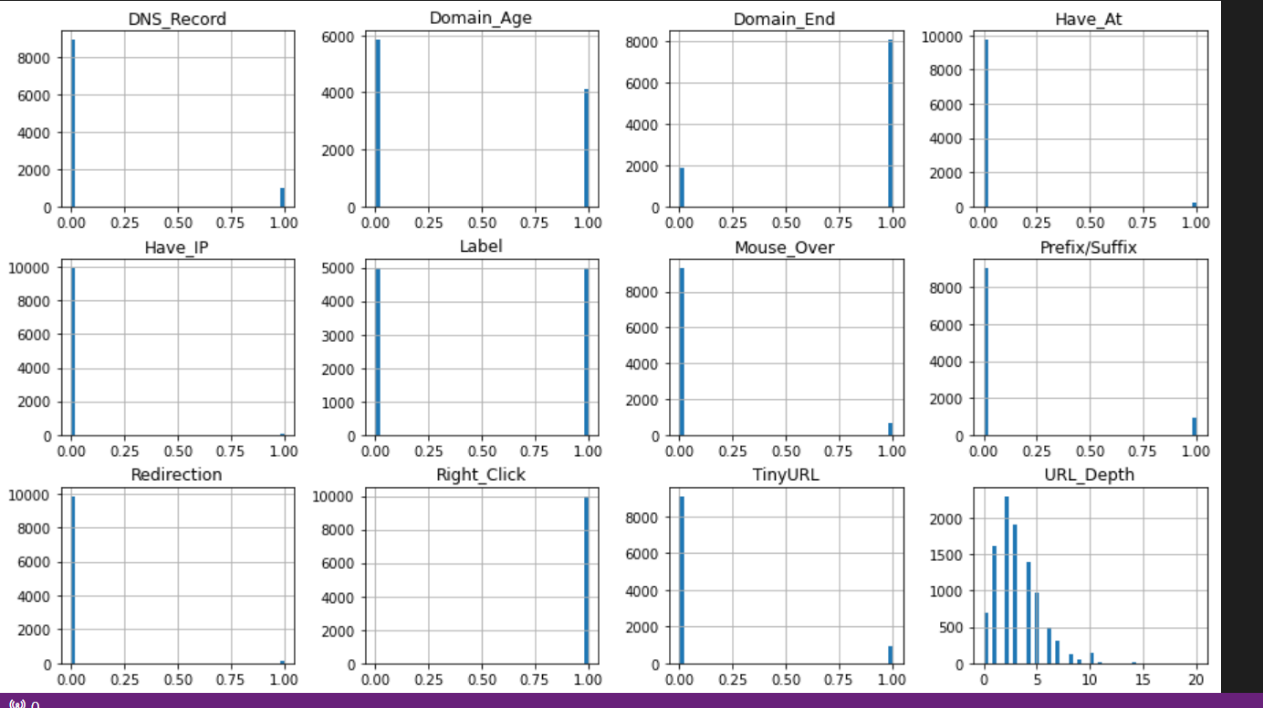 DNS_Record Domain_Age Domain_End Have_At
8000 6000 4000 2000 0
6000 4000 2000 0
8000 6000 4000 2000 0
10000 8000 6000 4000 2000 0
0.00 0.25 0.50 0.75 1.00 0.00 0.25 0.50 0.75 1.00 0.00 0.25 0.50 0.75 1.00 0.00 0.25 0.50 0.75 1.00
Have_IP Label Mouse_Over Prefix/Suffix
10000 8000 6000 4000 2000 0
5000 4000 3000 2000 1000 0
8000 6000 4000 2000 0
8000 6000 4000 2000 0
0.00 0.25 0.50 0.75 1.00 0.00 0.25 0.50 0.75 1.00 0.00 0.25 0.50 0.75 1.00 0.00 0.25 0.50 0.75 1.00
Redirection Right_Click TinyURL URL_Depth
10000 8000 6000 4000 2000 0
10000 8000 6000 4000 2000 0
8000 6000 4000 2000 0
2000 1500 1000 500 0
0.00 0.25 0.50 0.75 1.00 0.00 0.25 0.50 0.75 1.00 0.00 0.25 0.50 0.75 1.00 0 5 10 15 20
0